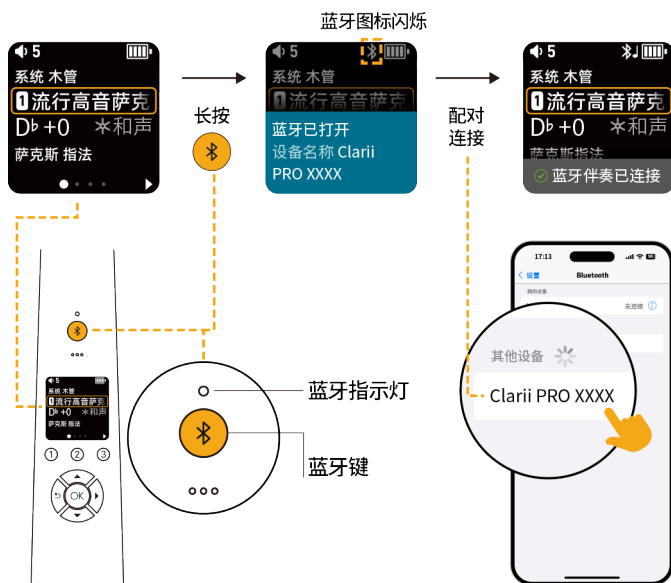 蓝牙图标闪烁
5
系统 木管
1 流行高音萨克
D♭ +0 ＊和声
萨克斯 指法
长按
5
系统 木管
1 流行高音萨克
蓝牙已打开
设备名称 Clarii
PRO XXXX
配对
连接
5
系统 木管
1 流行高音萨克
D♭ +0 ＊和声
萨克斯 指法
蓝牙伴奏已连接
5
系统 木管
1 流行高音萨克
D♭ +0 ＊和声
萨克斯 指法
1 2 3
OK
蓝牙指示灯
蓝牙键
17:13
设置 Bluetooth
我的设备
未连接
其他设备
Clarii PRO XXXX